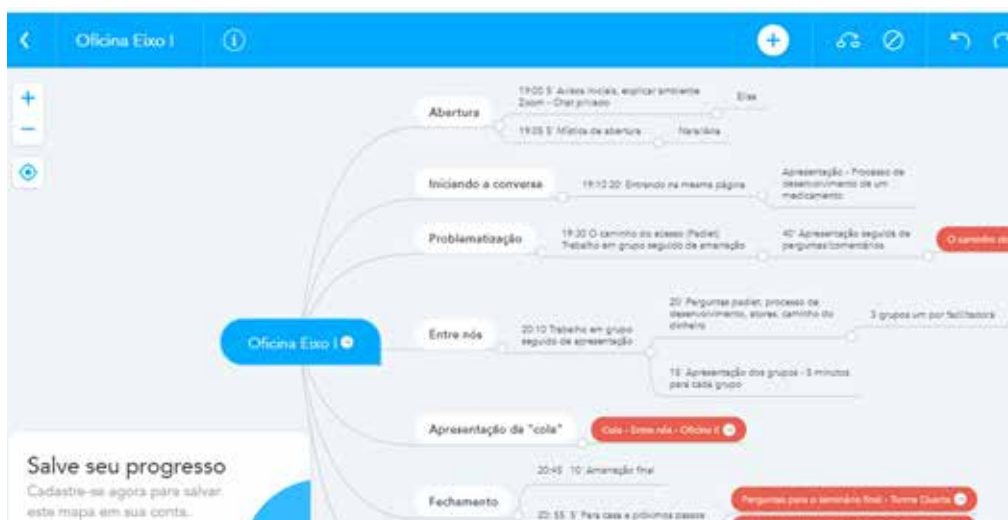 Oficina Eixo I
Abertura
19:00 5' Avisos iniciais, explicar ambiente
Zoom - Chat privado
Elisa
19:05 5' Mística de abertura
Nara/Ana
Iniciando a conversa
19:10 20' Entrando na mesma página
Apresentação - Processo de
desenvolvimento de um
medicamento
Problematização
19:30 O caminho do acesso (Padlet)
Trabalho em grupo seguido de amarração
40' Apresentação seguida de
perguntas/comentários
O caminho
Oficina Eixo I
Entre nós
20:10 Trabalho em grupo
seguido de apresentação
20' Perguntas padlet: processo de
desenvolvimento, atores, caminho do
dinheiro
3 grupos um por facilitadora
15' Apresentação dos grupos - 5 minutos
para cada grupo
Apresentação da "cola"
Cola - Entre nós - Oficina II
Fechamento
20:45 10' Amarração final
20:55 5' Para casa e próximos passos
Perguntas para o seminário final - Turma Quarta
Salve seu progresso
Cadastre-se agora para salvar
este mapa em sua conta.